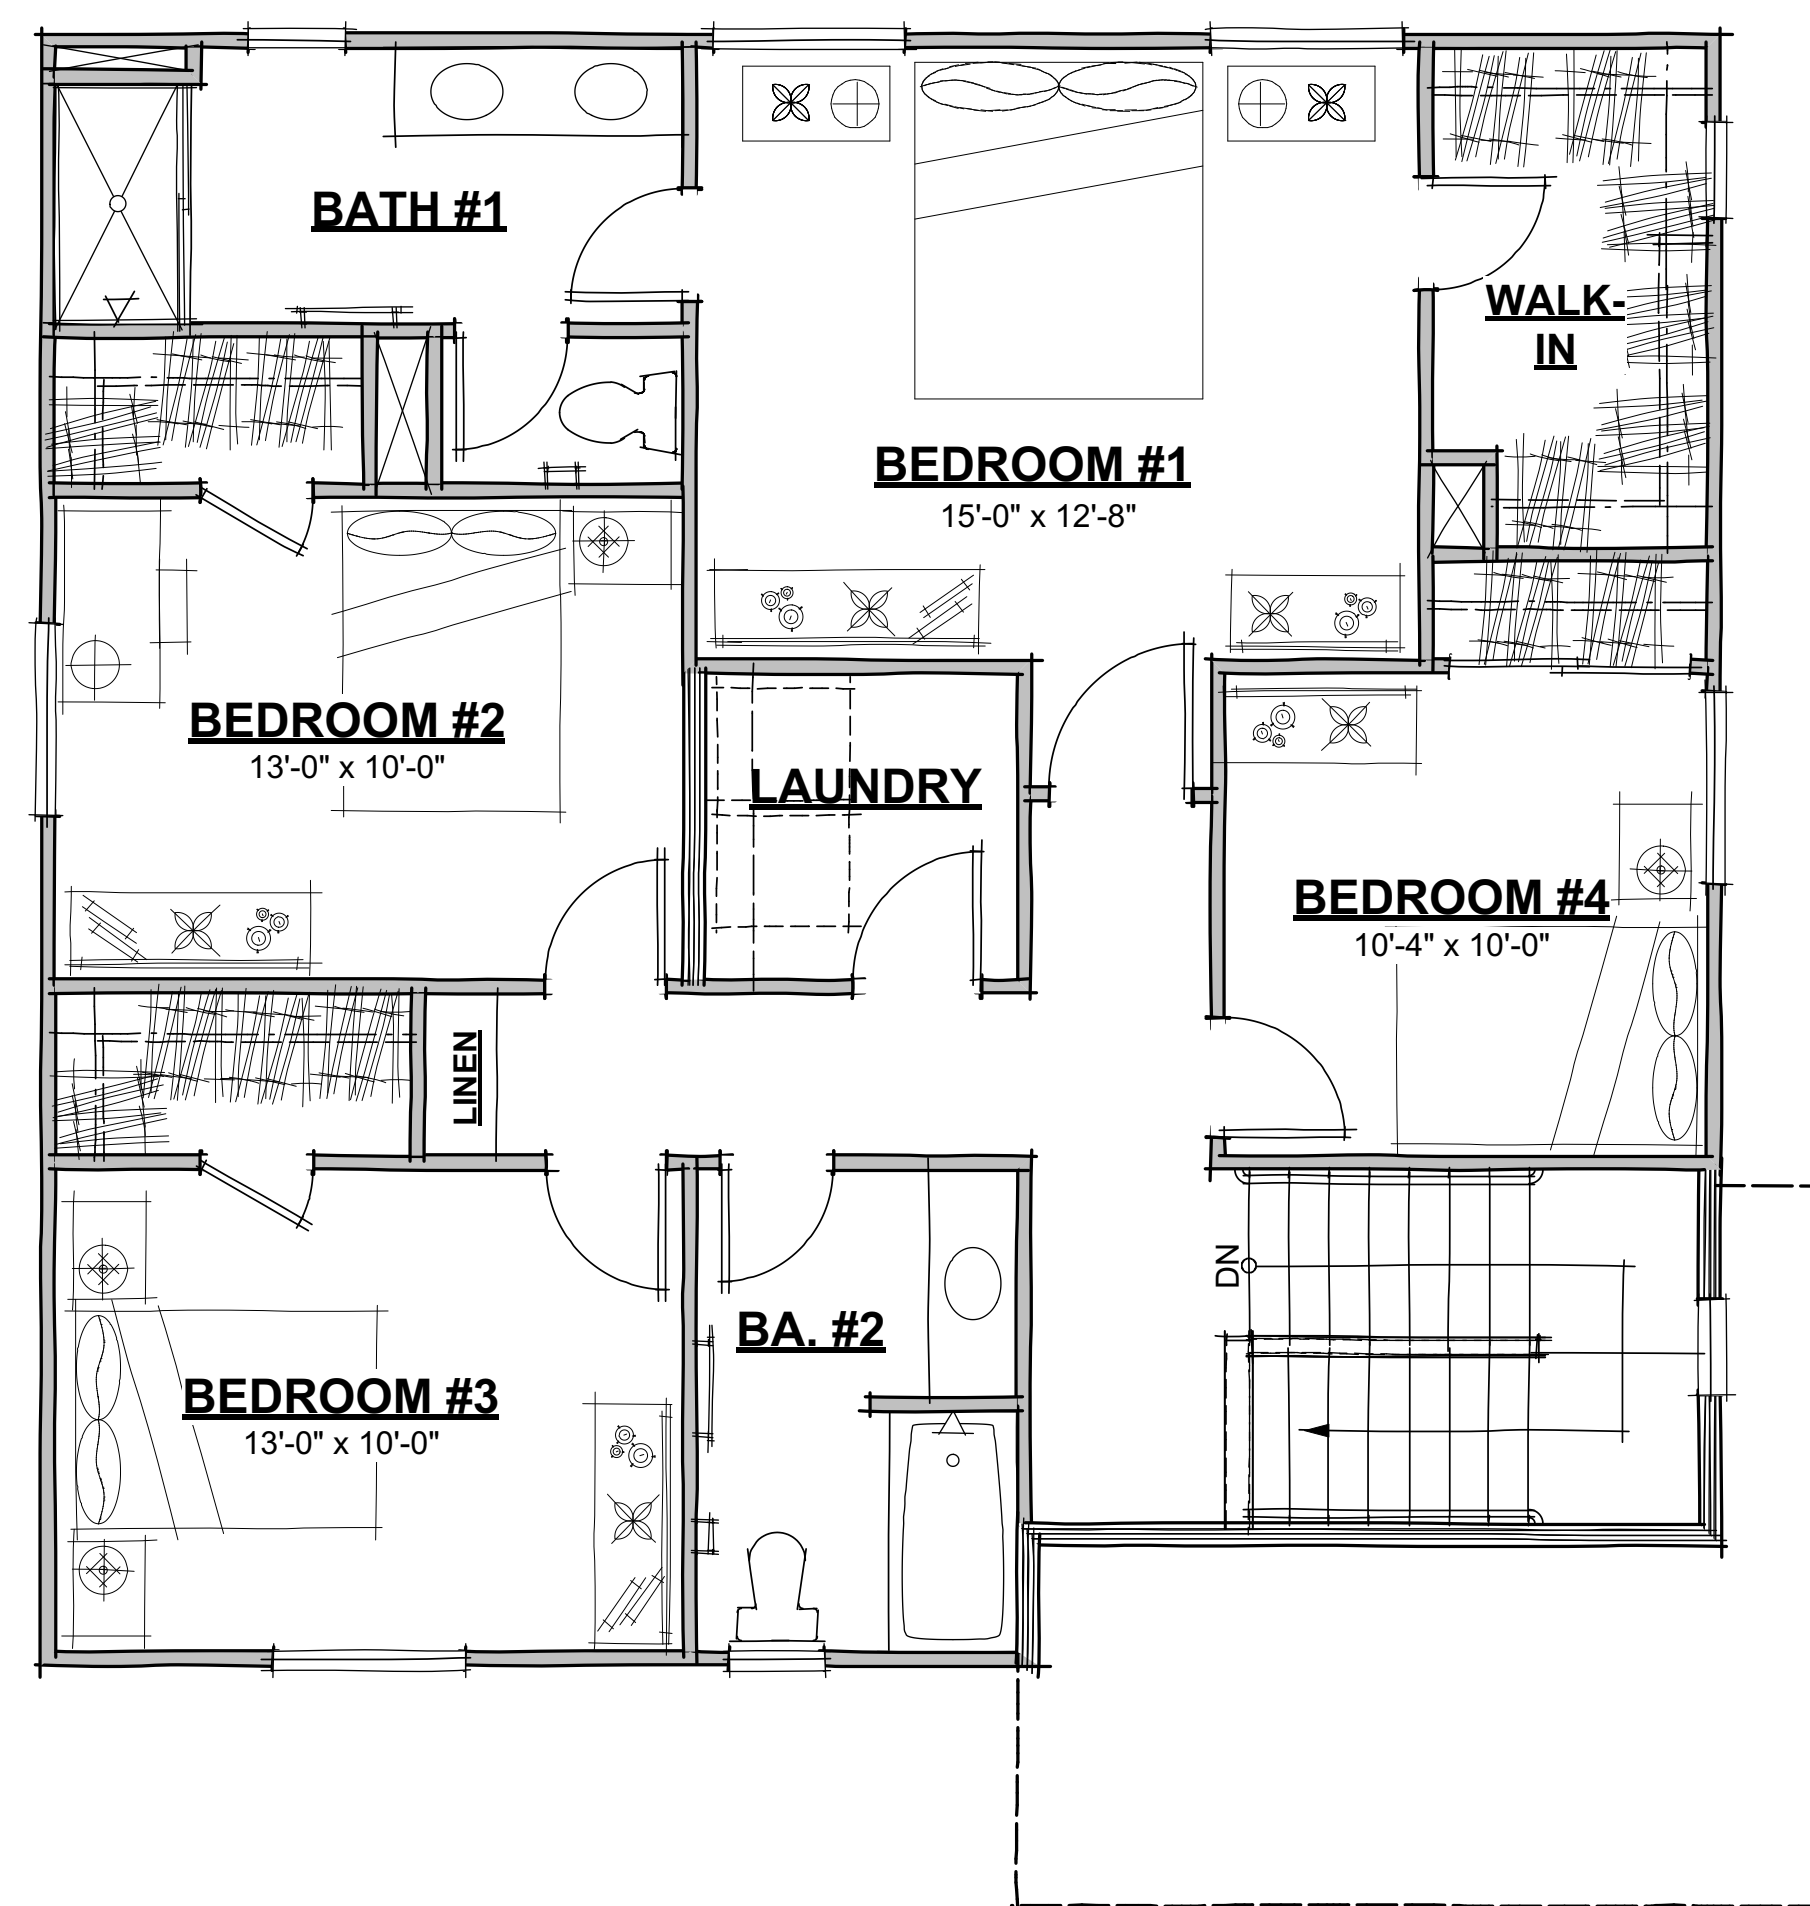 BATH #1
WALK-
IN
BEDROOM #1
15'-0" x 12'-8"
BEDROOM #2
13'-0" x 10'-0"
LAUNDRY
BEDROOM #4
10'-4" x 10'-0"
LINEN
DN
BA. #2
BEDROOM #3
13'-0" x 10'-0"